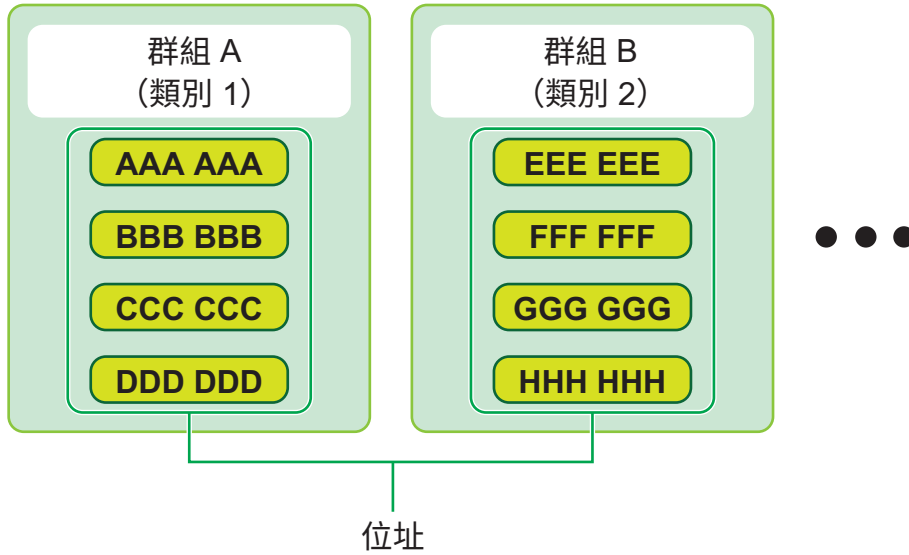 群組 A
（類別 1）
AAA AAA
BBB BBB
CCC CCC
DDD DDD
群組 B
（類別 2）
EEE EEE
FFF FFF
GGG GGG
HHH HHH
位址